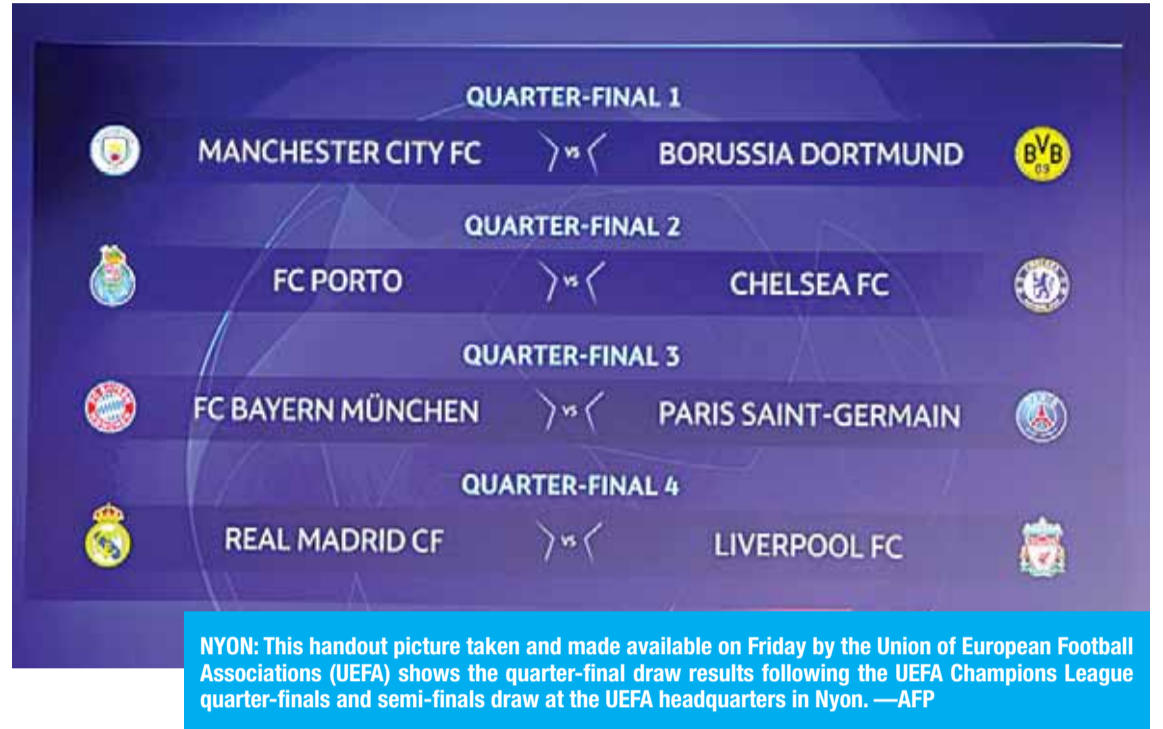 QUARTER-FINAL 1
MANCHESTER CITY FC vs BORUSSIA DORTMUND BVB 09
QUARTER-FINAL 2
FC PORTO vs CHELSEA FC
QUARTER-FINAL 3
FC BAYERN MÜNCHEN vs PARIS SAINT-GERMAIN
QUARTER-FINAL 4
REAL MADRID CF vs LIVERPOOL FC
NYON: This handout picture taken and made available on Friday by the Union of European Football
Associations (UEFA) shows the quarter-final draw results following the UEFA Champions League
quarter-finals and semi-finals draw at the UEFA headquarters in Nyon. —AFP